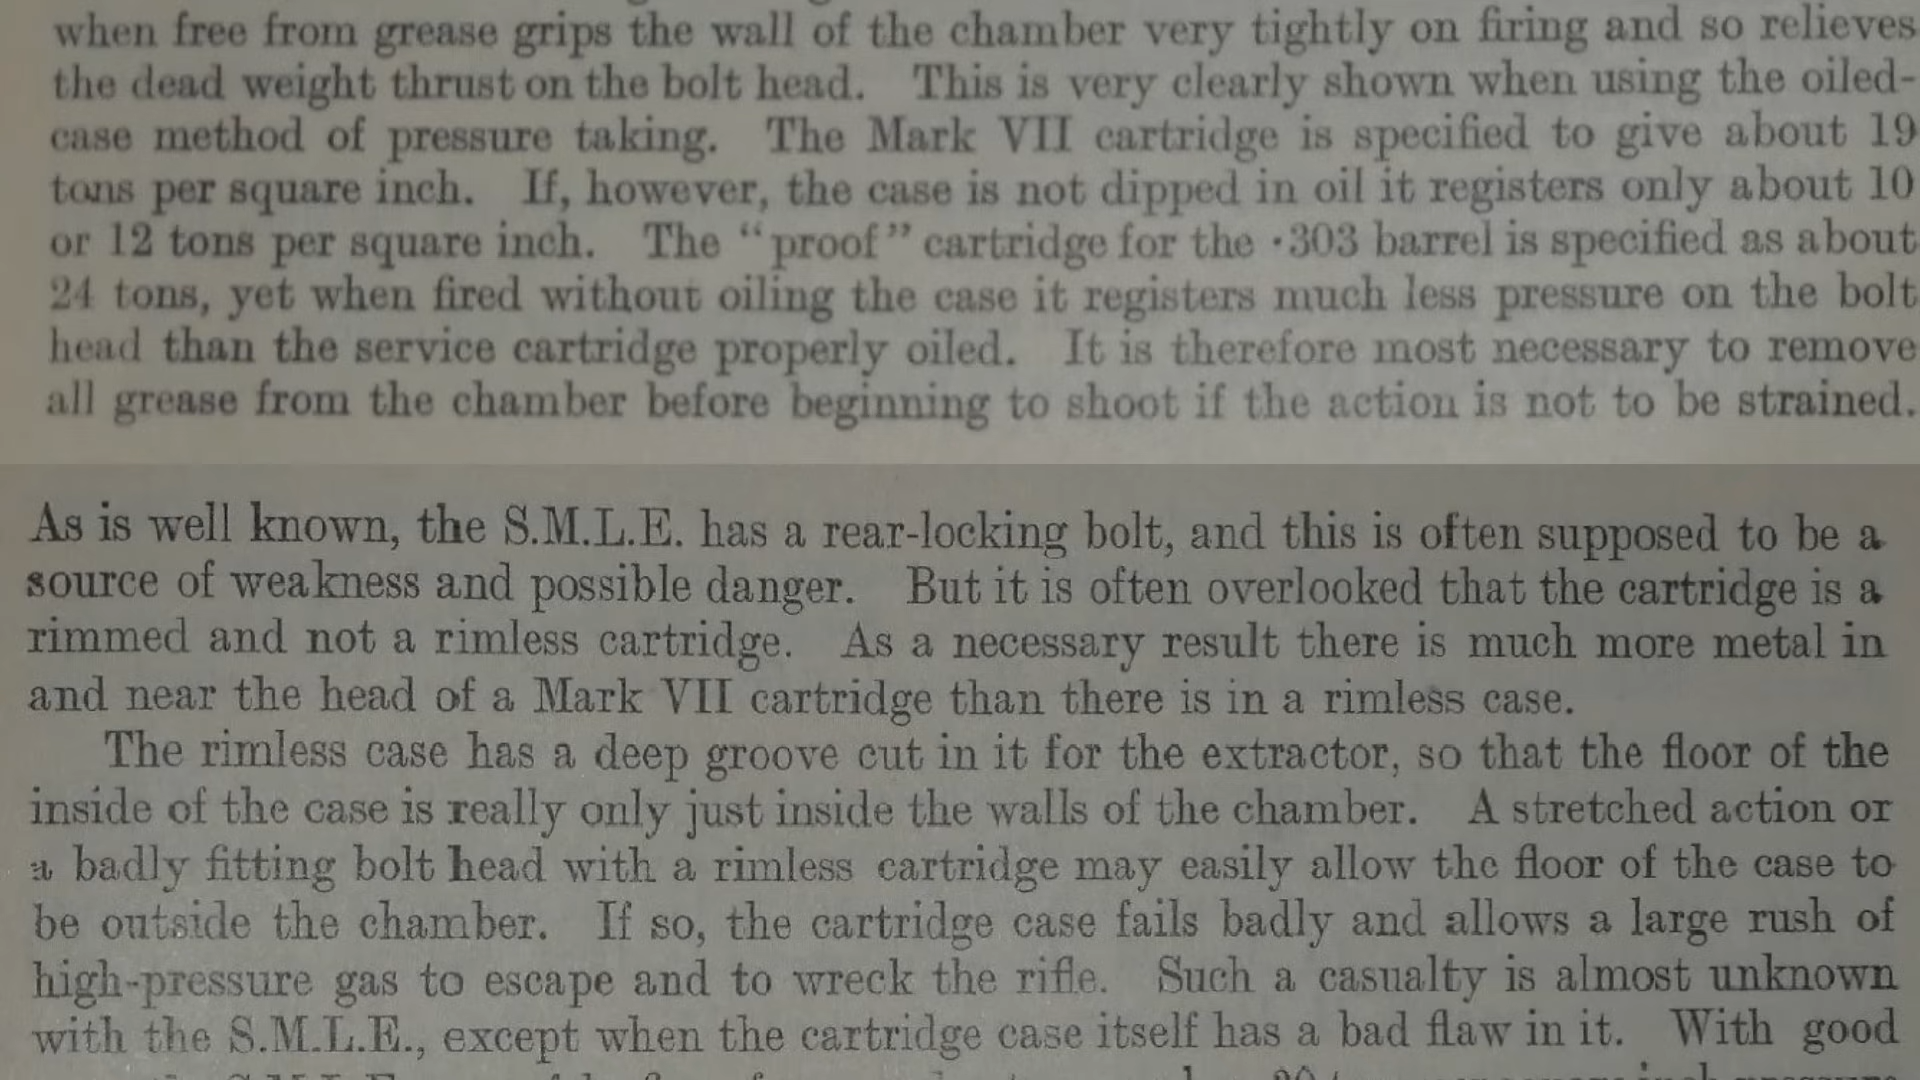 when free from grease grips the wall of the chamber very tightly on firing and so relieves
the dead weight thrust on the bolt head. This is very clearly shown when using the oiled-
case method of pressure taking. The Mark VII cartridge is specified to give about 19
tons per square inch. If, however, the case is not dipped in oil it registers only about 10
or 12 tons per square inch. The “proof” cartridge for the ·303 barrel is specified as about
24 tons, yet when fired without oiling the case it registers much less pressure on the bolt
head than the service cartridge properly oiled. It is therefore most necessary to remove
all grease from the chamber before beginning to shoot if the action is not to be strained.
As is well known, the S.M.L.E. has a rear-locking bolt, and this is often supposed to be a
source of weakness and possible danger. But it is often overlooked that the cartridge is a
rimmed and not a rimless cartridge. As a necessary result there is much more metal in
and near the head of a Mark VII cartridge than there is in a rimless case.
The rimless case has a deep groove cut in it for the extractor, so that the floor of the
inside of the case is really only just inside the walls of the chamber. A stretched action or
a badly fitting bolt head with a rimless cartridge may easily allow the floor of the case to
be outside the chamber. If so, the cartridge case fails badly and allows a large rush of
high-pressure gas to escape and to wreck the rifle. Such a casualty is almost unknown
with the S.M.L.E., except when the cartridge case itself has a bad flaw in it. With good